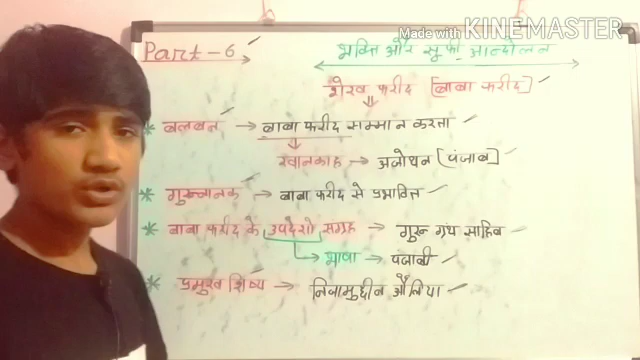 Made with KINEMASTER
Part-6 भक्ति और सूफी आन्दोलन
शेख फरीद [बाबा फरीद]
* बलबन → बाबा फरीद सम्मान करता
खानकाह → अजोधन [पंजाब]
* गुरुनानक → बाबा फरीद से प्रभावित
* बाबा फरीद के उपदेशो संग्रह → गुरु ग्रंथ साहिब
भाषा → पंजाबी
* प्रमुख शिष्य → निजामुद्दीन औलिया